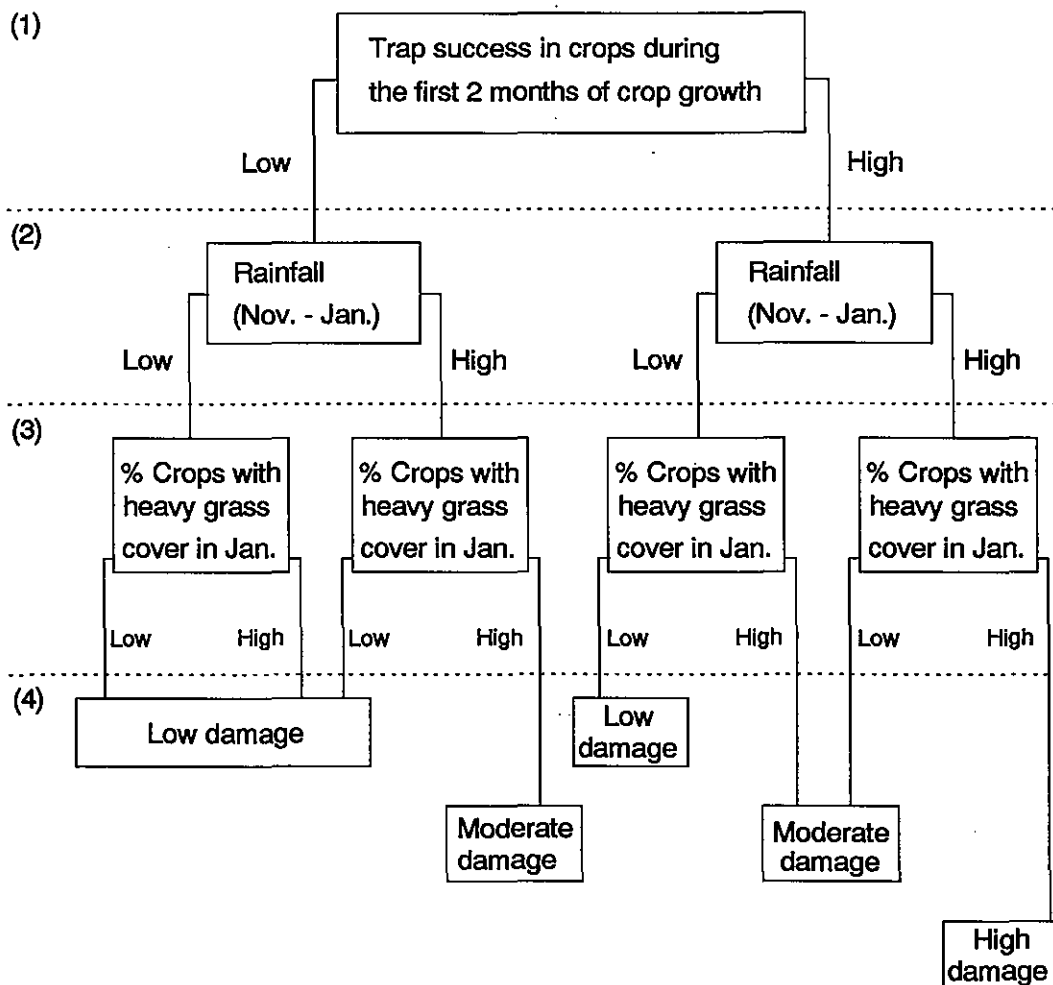 (1)
Trap success in crops during
the first 2 months of crop growth
Low
High
(2)
Rainfall
(Nov. - Jan.)
Rainfall
(Nov. - Jan.)
Low
High
Low
High
(3)
% Crops with
heavy grass
cover in Jan.
% Crops with
heavy grass
cover in Jan.
% Crops with
heavy grass
cover in Jan.
% Crops with
heavy grass
cover in Jan.
Low
High
Low
High
Low
High
Low
High
(4)
Low damage
Low
damage
Moderate
damage
Moderate
damage
High
damage